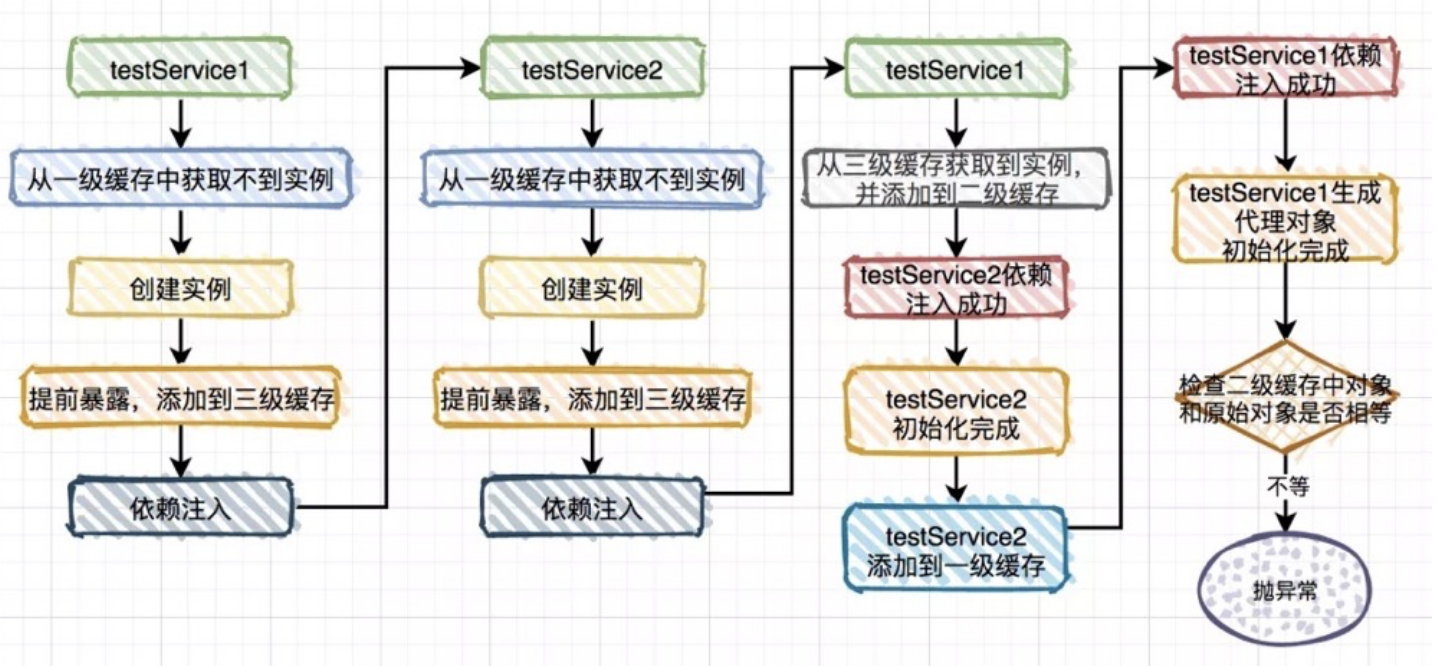 testService1
从一级缓存中获取不到实例
创建实例
提前暴露，添加到三级缓存
依赖注入
testService2
从一级缓存中获取不到实例
创建实例
提前暴露，添加到三级缓存
依赖注入
testService1
从三级缓存获取到实例，
并添加到二级缓存
testService2依赖
注入成功
testService2
初始化完成
testService2
添加到一级缓存
testService1依赖
注入成功
testService1生成
代理对象
初始化完成
检查二级缓存中对象
和原始对象是否相等
不等
抛异常